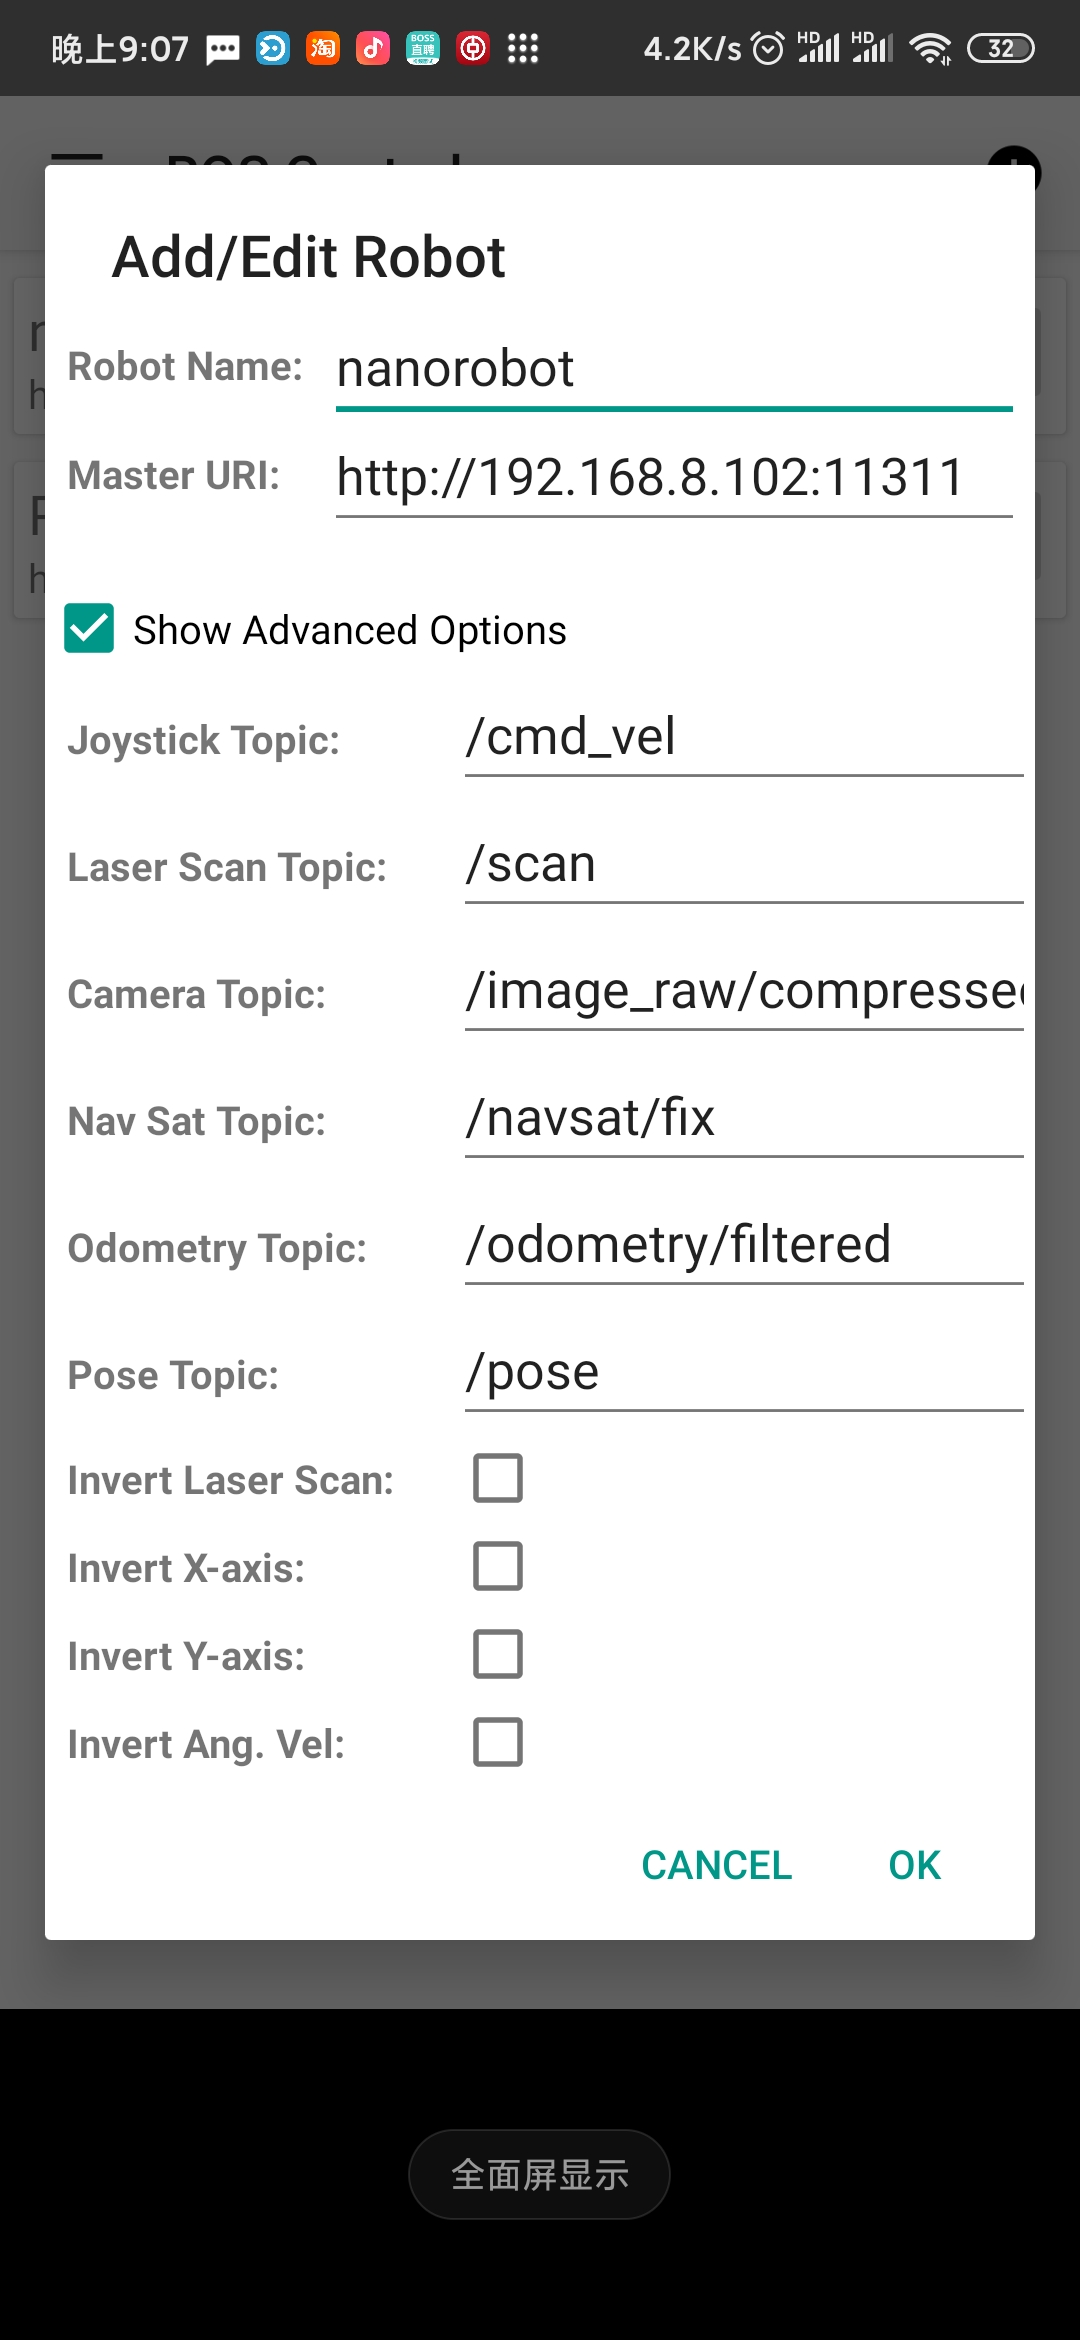 晚上9:07
4.2K/s
HD
HD
32
Add/Edit Robot
Robot Name: nanorobot
Master URI: http://192.168.8.102:11311
Show Advanced Options
Joystick Topic: /cmd_vel
Laser Scan Topic: /scan
Camera Topic: /image_raw/compressed
Nav Sat Topic: /navsat/fix
Odometry Topic: /odometry/filtered
Pose Topic: /pose
Invert Laser Scan:
Invert X-axis:
Invert Y-axis:
Invert Ang. Vel:
CANCEL OK
全面屏显示